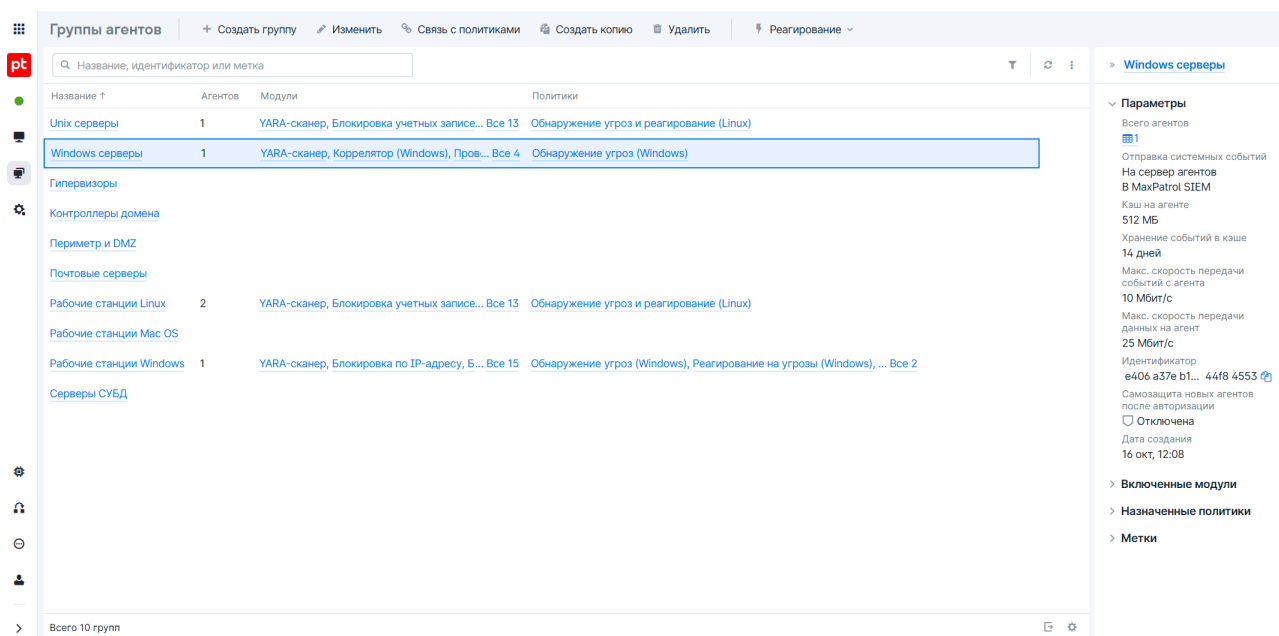 Группы агентов
Создать группу
Изменить
Связь с политиками
Создать копию
Удалить
Реагирование
pt
Название, идентификатор или метка
Название ↑ Агентов Модули Политики
Unix серверы 1 YARA-сканер, Блокировка учетных записе... Все 13 Обнаружение угроз и реагирование (Linux)
Windows серверы 1 YARA-сканер, Коррелятор (Windows), Пров... Все 4 Обнаружение угроз (Windows)
Гипервизоры
Контроллеры домена
Периметр и DMZ
Почтовые серверы
Рабочие станции Linux 2 YARA-сканер, Блокировка учетных записе... Все 13 Обнаружение угроз и реагирование (Linux)
Рабочие станции Mac OS
Рабочие станции Windows 1 YARA-сканер, Блокировка по IP-адресу, Б... Все 15 Обнаружение угроз (Windows), Реагирование на угрозы (Windows), ... Все 2
Серверы СУБД
Всего 10 групп
Windows серверы
Параметры
Всего агентов
1
Отправка системных событий
На сервер агентов
В MaxPatrol SIEM
Кэш на агенте
512 МБ
Хранение событий в кэше
14 дней
Макс. скорость передачи
событий с агента
10 Мбит/с
Макс. скорость передачи
данных на агент
25 Мбит/с
Идентификатор
e406 a37e b1... 44f8 4553
Самозащита новых агентов
после авторизации
Отключена
Дата создания
16 окт, 12:08
Включенные модули
Назначенные политики
Метки